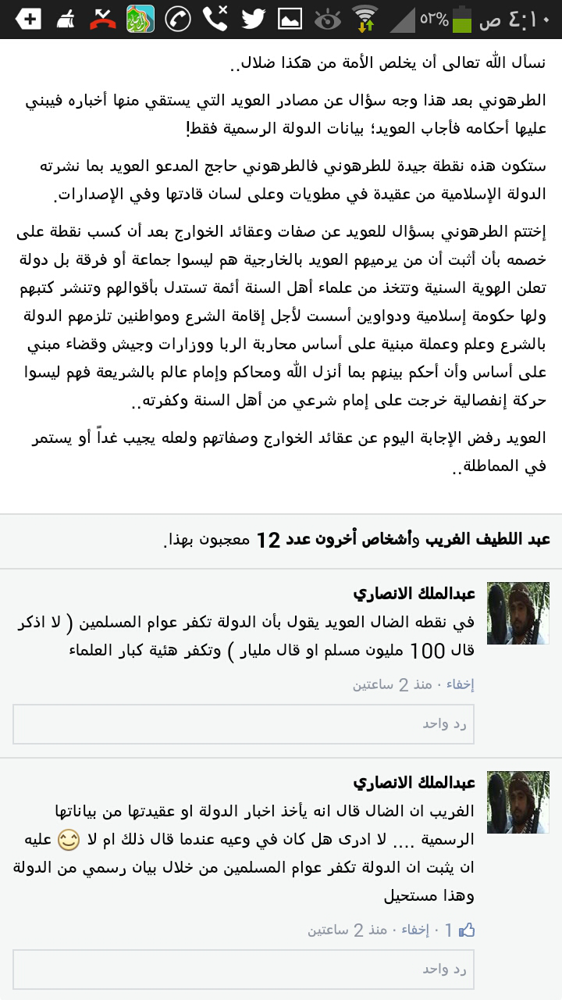 ٤:١٠ ص ٥٢%
نسأل الله تعالى أن يخلص الأمة من هكذا ضلال..
الطرهوني بعد هذا وجه سؤال عن مصادر العويد التي يستقي منها أخباره فيبني
عليها أحكامه فأجاب العويد؛ بيانات الدولة الرسمية فقط!
ستكون هذه نقطة جيدة للطرهوني فالطرهوني حاجج المدعو العويد بما نشرته
الدولة الإسلامية من عقيدة في مطويات وعلى لسان قادتها وفي الإصدارات.
إختتم الطرهوني بسؤال للعويد عن صفات وعقائد الخوارج بعد أن كسب نقطة على
خصمه بأن أثبت أن من يرميهم العويد بالخارجية هم ليسوا جماعة أو فرقة بل دولة
تعلن الهوية السنية وتتخذ من علماء أهل السنة أئمة تستدل بأقوالهم وتنشر كتبهم
ولها حكومة إسلامية ودواوين أسست لأجل إقامة الشرع ومواطنين تلزمهم الدولة
بالشرع وعلم وعملة مبنية على أساس محاربة الربا ووزارات وجيش وقضاء مبني
على أساس وأن أحكم بينهم بما أنزل الله ومحاكم وإمام عالم بالشريعة فهم ليسوا
حركة إنفصالية خرجت على إمام شرعي من أهل السنة وكفرته..
العويد رفض الإجابة اليوم عن عقائد الخوارج وصفاتهم ولعله يجيب غداً أو يستمر
في المماطلة..
عبد اللطيف الغريب وأشخاص آخرون عدد 12 معجبون بهذا.
عبدالملك الانصاري
في نقطه الضال العويد يقول بأن الدولة تكفر عوام المسلمين ( لا اذكر
قال 100 مليون مسلم او قال مليار ) وتكفر هئية كبار العلماء
إخفاء · منذ 2 ساعتين
رد واحد
عبدالملك الانصاري
الغريب ان الضال قال انه يأخذ اخبار الدولة او عقيدتها من بياناتها
الرسمية .... لا ادرى هل كان في وعيه عندما قال ذلك ام لا 😊 عليه
ان يثبت ان الدولة تكفر عوام المسلمين من خلال بيان رسمي من الدولة
وهذا مستحيل
1 · إخفاء · منذ 2 ساعتين
رد واحد